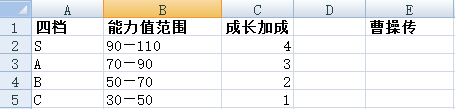 A B C D E
1 四档 能力值范围 成长加成 曹操传
2 S 90—110 4
3 A 70—90 3
4 B 50—70 2
5 C 30—50 1